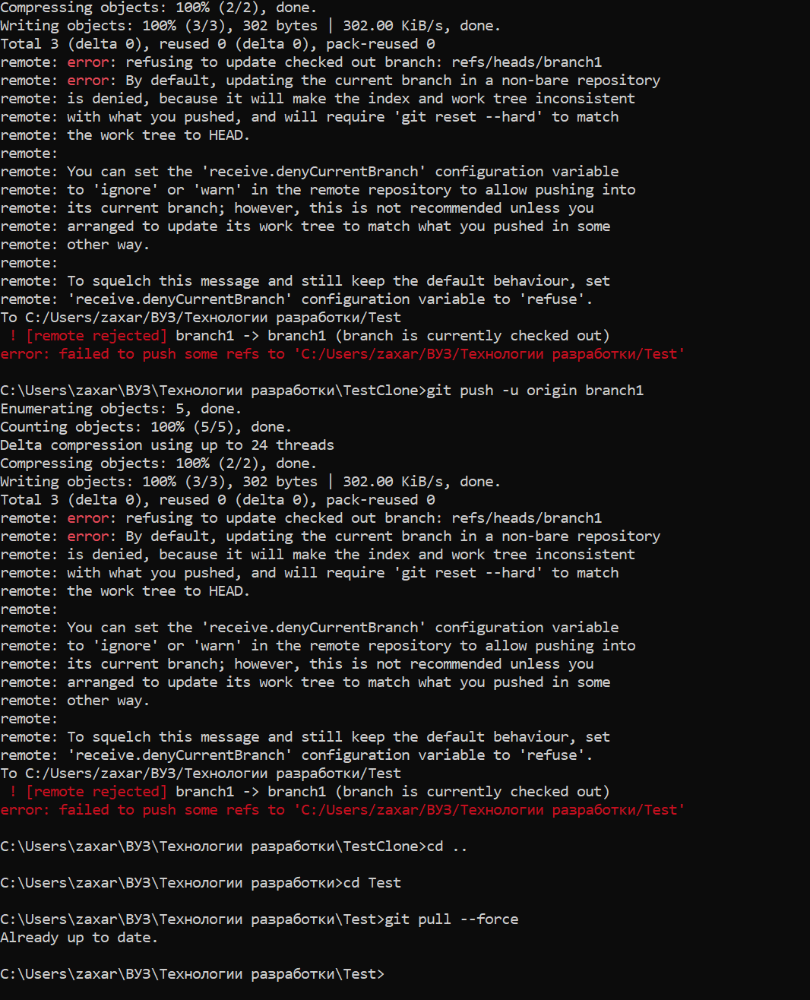 Compressing objects: 100% (2/2), done.
Writing objects: 100% (3/3), 302 bytes | 302.00 KiB/s, done.
Total 3 (delta 0), reused 0 (delta 0), pack-reused 0
remote: error: refusing to update checked out branch: refs/heads/branch1
remote: error: By default, updating the current branch in a non-bare repository
remote: is denied, because it will make the index and work tree inconsistent
remote: with what you pushed, and will require 'git reset --hard' to match
remote: the work tree to HEAD.
remote:
remote: You can set the 'receive.denyCurrentBranch' configuration variable
remote: to 'ignore' or 'warn' in the remote repository to allow pushing into
remote: its current branch; however, this is not recommended unless you
remote: arranged to update its work tree to match what you pushed in some
remote: other way.
remote:
remote: To squelch this message and still keep the default behaviour, set
remote: 'receive.denyCurrentBranch' configuration variable to 'refuse'.
To C:/Users/zaxar/ВУЗ/Технологии разработки/Test
 ! [remote rejected] branch1 -> branch1 (branch is currently checked out)
error: failed to push some refs to 'C:/Users/zaxar/ВУЗ/Технологии разработки/Test'

C:\Users\zaxar\ВУЗ\Технологии разработки\TestClone>git push -u origin branch1
Enumerating objects: 5, done.
Counting objects: 100% (5/5), done.
Delta compression using up to 24 threads
Compressing objects: 100% (2/2), done.
Writing objects: 100% (3/3), 302 bytes | 302.00 KiB/s, done.
Total 3 (delta 0), reused 0 (delta 0), pack-reused 0
remote: error: refusing to update checked out branch: refs/heads/branch1
remote: error: By default, updating the current branch in a non-bare repository
remote: is denied, because it will make the index and work tree inconsistent
remote: with what you pushed, and will require 'git reset --hard' to match
remote: the work tree to HEAD.
remote:
remote: You can set the 'receive.denyCurrentBranch' configuration variable
remote: to 'ignore' or 'warn' in the remote repository to allow pushing into
remote: its current branch; however, this is not recommended unless you
remote: arranged to update its work tree to match what you pushed in some
remote: other way.
remote:
remote: To squelch this message and still keep the default behaviour, set
remote: 'receive.denyCurrentBranch' configuration variable to 'refuse'.
To C:/Users/zaxar/ВУЗ/Технологии разработки/Test
 ! [remote rejected] branch1 -> branch1 (branch is currently checked out)
error: failed to push some refs to 'C:/Users/zaxar/ВУЗ/Технологии разработки/Test'

C:\Users\zaxar\ВУЗ\Технологии разработки\TestClone>cd ..

C:\Users\zaxar\ВУЗ\Технологии разработки>cd Test

C:\Users\zaxar\ВУЗ\Технологии разработки\Test>git pull --force
Already up to date.

C:\Users\zaxar\ВУЗ\Технологии разработки\Test>